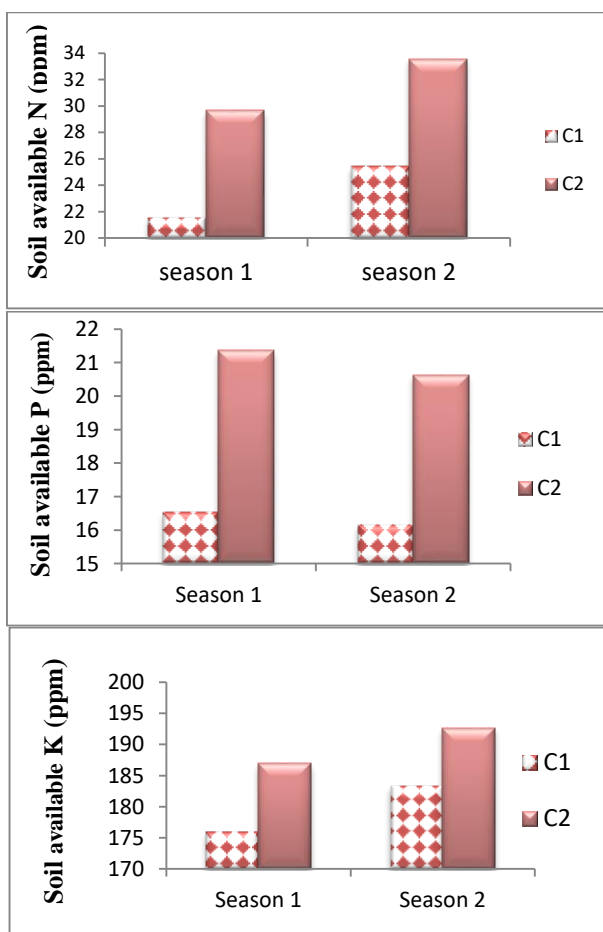 Soil available N (ppm)
34
32
30
28
26
24
22
20
season 1
season 2
C1
C2
Soil available P (ppm)
22
21
20
19
18
17
16
15
Season 1
Season 2
C1
C2
Soil available K (ppm)
200
195
190
185
180
175
170
Season 1
Season 2
C1
C2